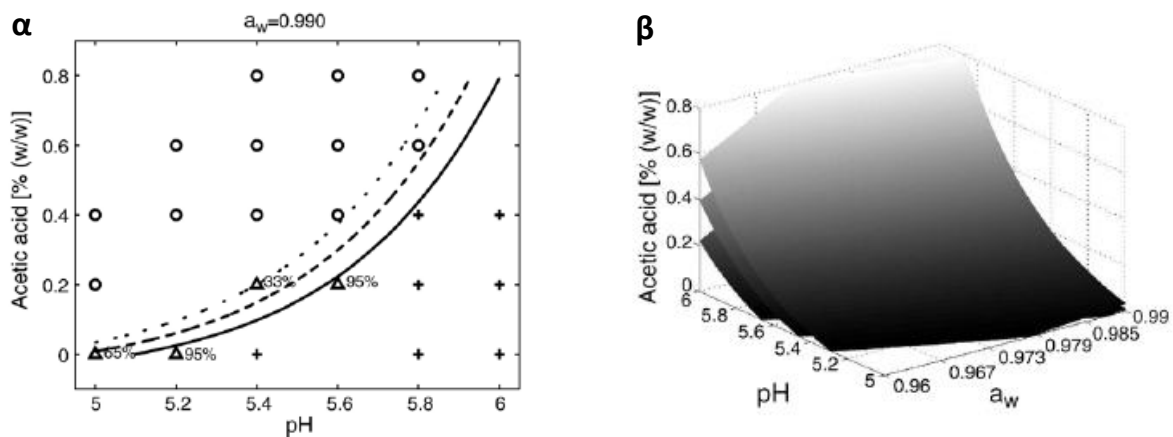 α
a_w=0.990
Acetic acid [% (w/w)]
0.8
0.6
0.4
0.2
0
33%
95%
65%
95%
5 5.2 5.4 5.6 5.8 6
pH
β
Acetic acid [% (w/w)]
0.8
0.6
0.4
0.2
0
6
5.8
5.6
5.4
5.2
5
pH
0.96
0.967
0.973
0.979
0.985
0.99
a_w